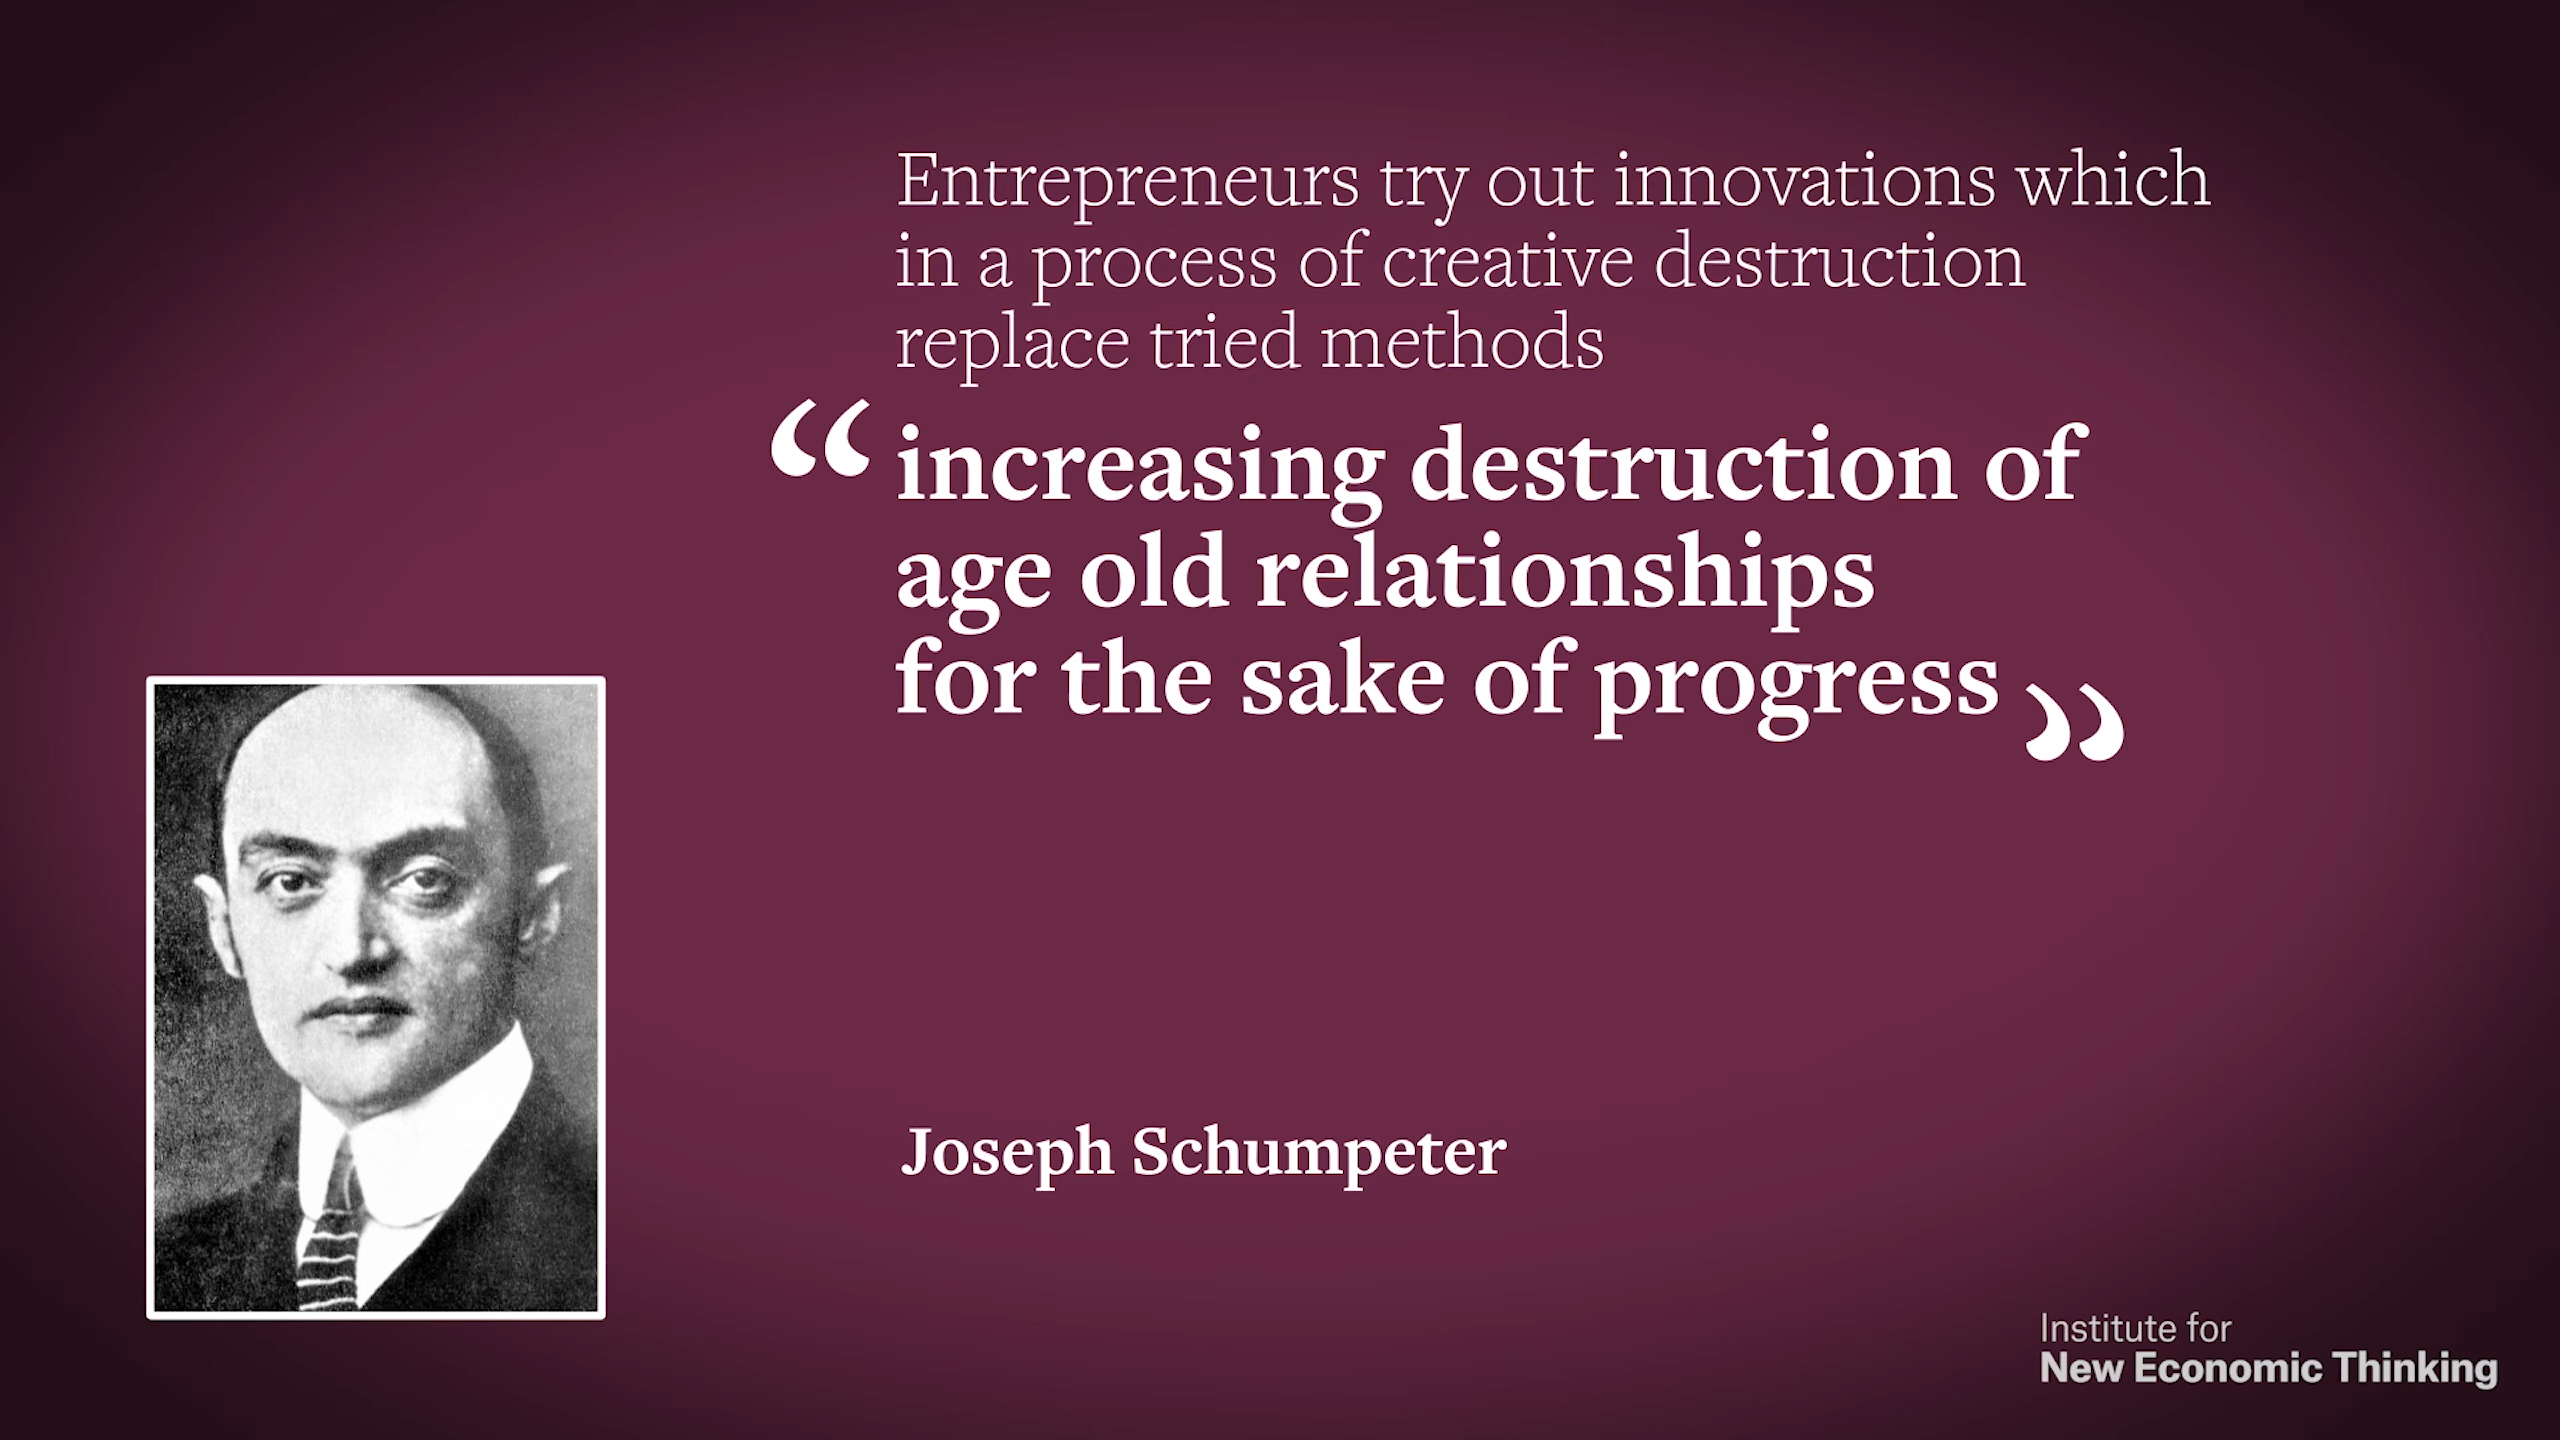 Entrepreneurs try out innovations which
in a process of creative destruction
replace tried methods
“increasing destruction of
age old relationships
for the sake of progress”
Joseph Schumpeter
Institute for
New Economic Thinking